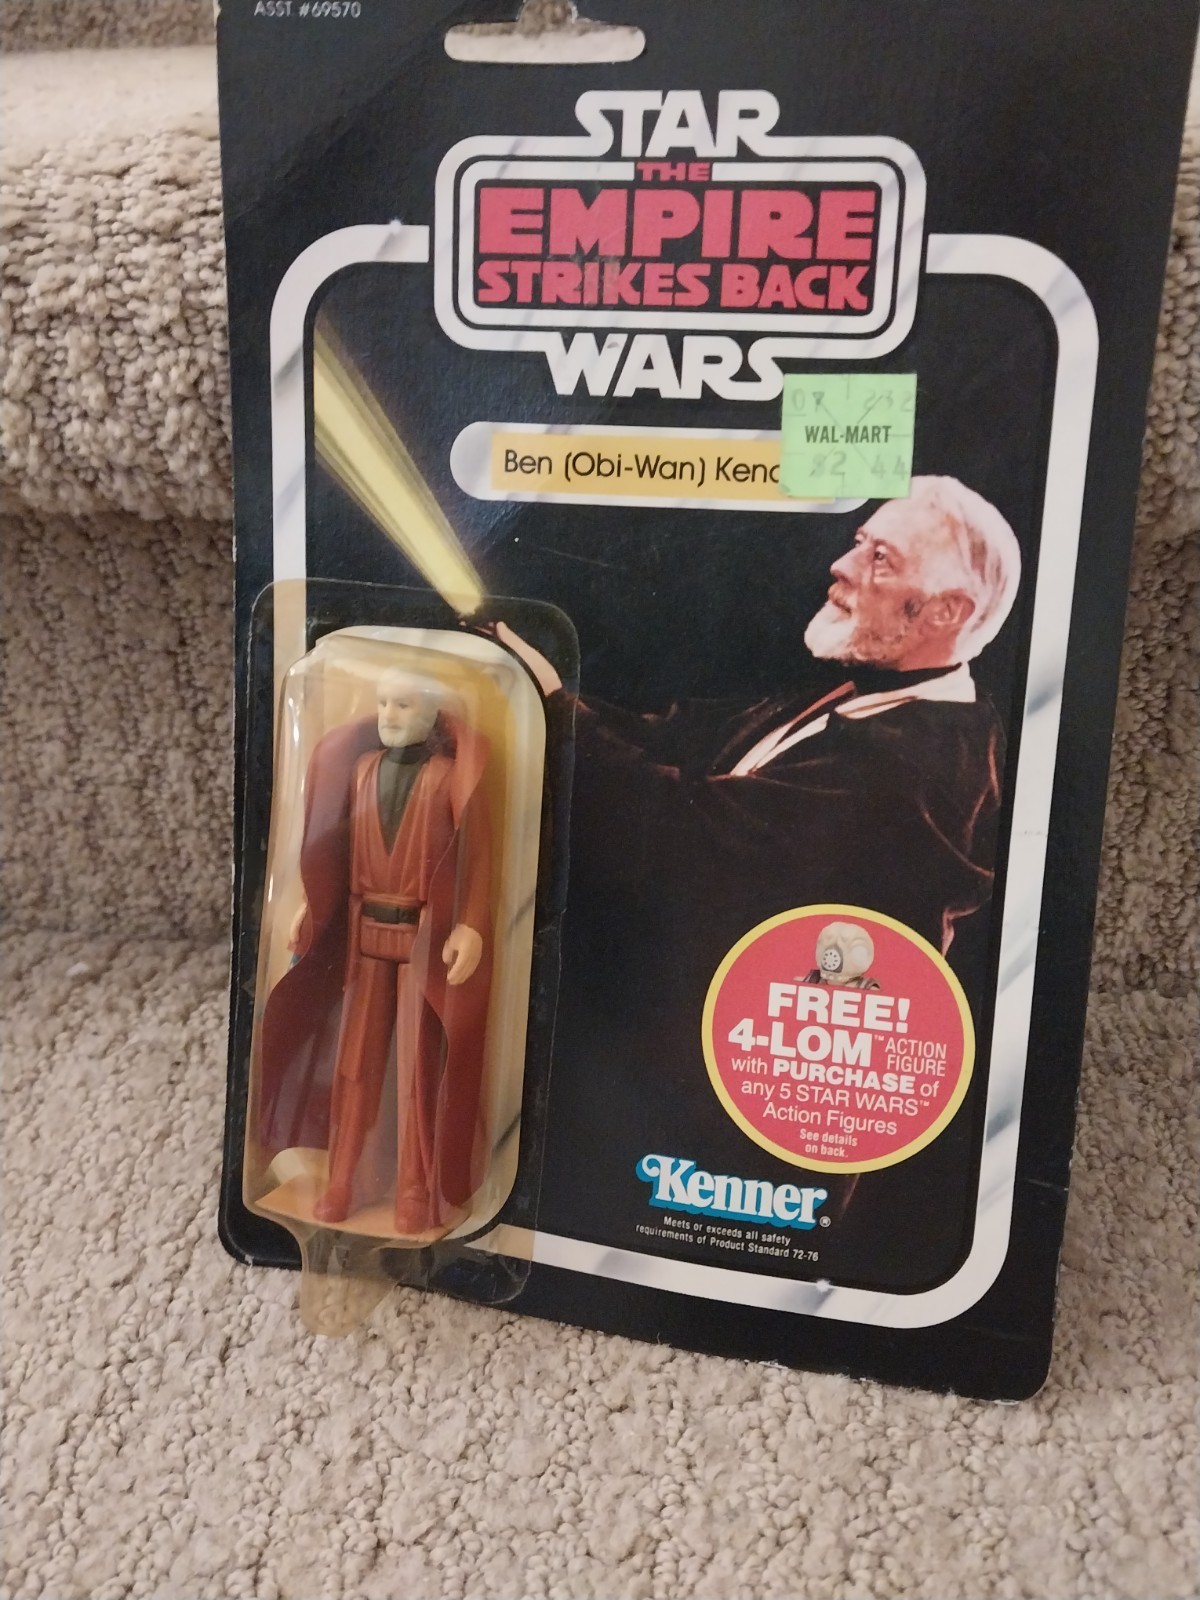 ASST #69570
STAR
THE
EMPIRE
STRIKES BACK
WARS
WAL-MART
Ben (Obi-Wan) Keno
FREE!
4-LOM™ ACTION
FIGURE
with PURCHASE of
any 5 STAR WARS™
Action Figures
See details
on back.
Kenner®
Meets or exceeds all safety
requirements of Product Standard 72-76